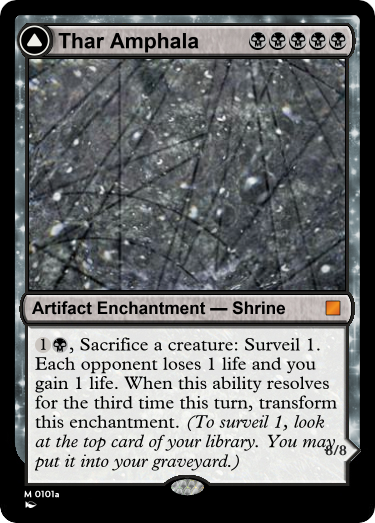 Thar Amphala
Artifact Enchantment — Shrine
1, Sacrifice a creature: Surveil 1.
Each opponent loses 1 life and you
gain 1 life. When this ability resolves
for the third time this turn, transform
this enchantment. (To surveil 1, look
at the top card of your library. You may
put it into your graveyard.)
8/8
M 0101a